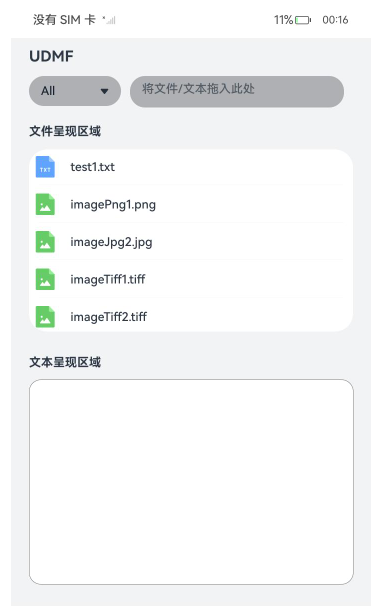 没有 SIM 卡
11%
00:16
UDMF
All
将文件/文本拖入此处
文件呈现区域
TXT
test1.txt
imagePng1.png
imageJpg2.jpg
imageTiff1.tiff
imageTiff2.tiff
文本呈现区域